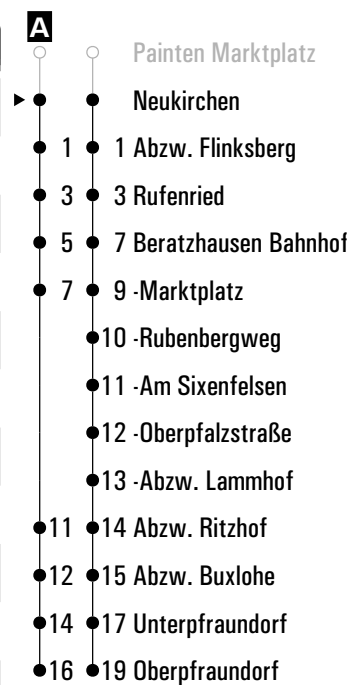 A
Painten Marktplatz
Neukirchen
1 1 Abzw. Flinksberg
3 3 Rufenried
5 7 Beratzhausen Bahnhof
7 9 -Marktplatz
10 -Rubenbergweg
11 -Am Sixenfelsen
12 -Oberpfalzstraße
13 -Abzw. Lammhof
11 14 Abzw. Ritzhof
12 15 Abzw. Buxlohe
14 17 Unterpfraundorf
16 19 Oberpfraundorf